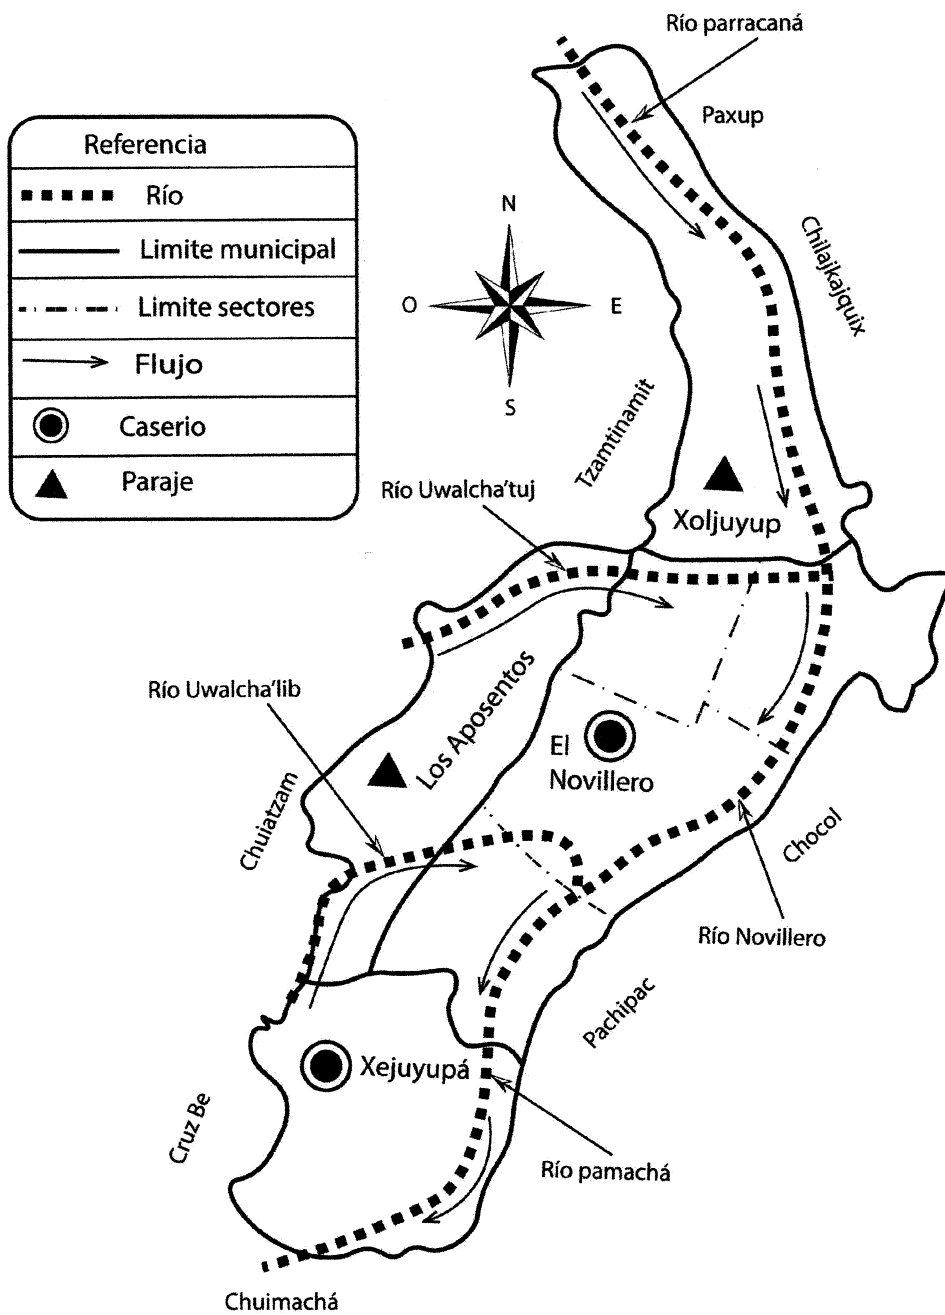 Río parracaná
Paxup
Referencia
Río
Limite municipal
Limite sectores
Flujo
Caserio
Paraje
N
O
E
S
Chilajkajquix
Tzamtinamit
Río Uwalcha'tuj
Xoljuyup
Río Uwalcha'lib
Los Aposentos
El
Novillero
Chuiatzam
Chocol
Río Novillero
Pachipac
Xejuyupá
Cruz Be
Río pamachá
Chuimachá